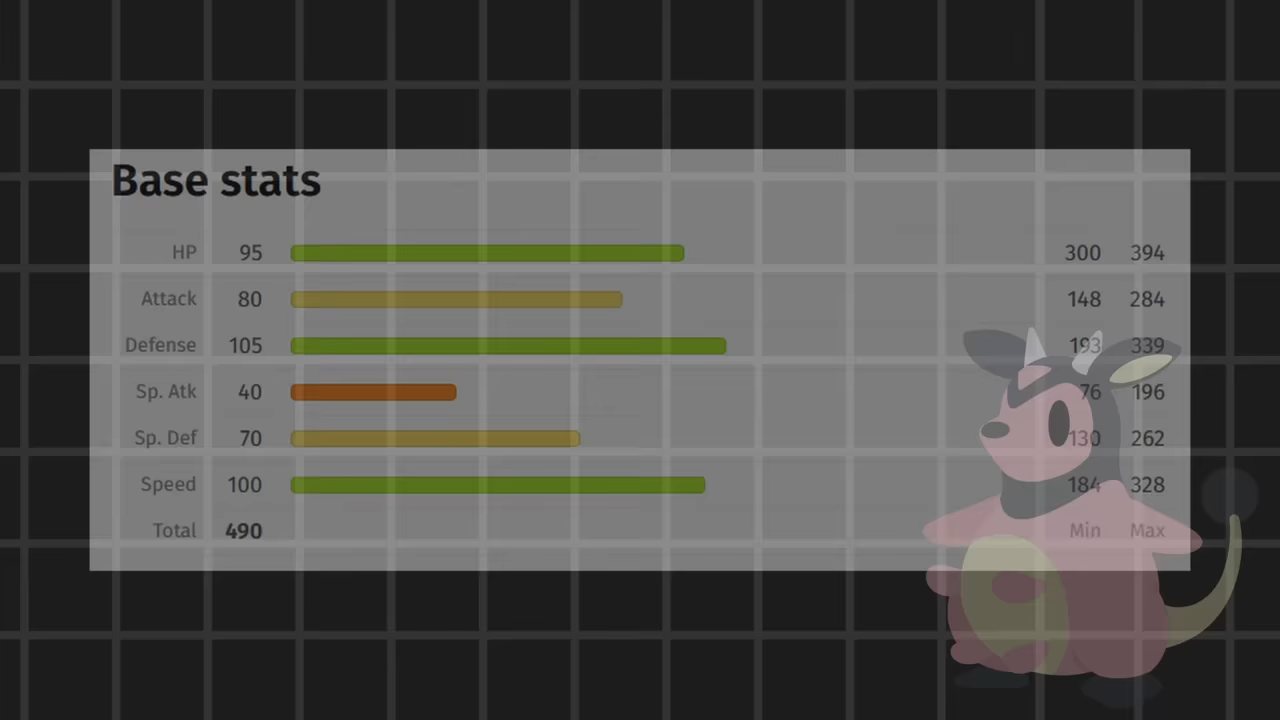 Base stats
HP 95 300 394
Attack 80 148 284
Defense 105 193 339
Sp. Atk 40 76 196
Sp. Def 70 130 262
Speed 100 184 328
Total 490 Min Max